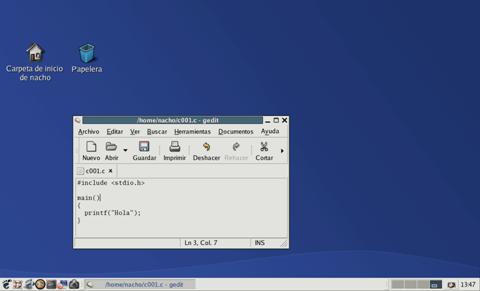 Carpeta de inicio
de nacho
Papelera
/home/nacho/c001.c - gedit
Archivo Editar Ver Buscar Herramientas Documentos Ayuda
Nuevo Abrir Guardar Imprimir Deshacer Rehacer Cortar
c001.c
#include <stdio.h>
main()
{
printf("Hola");
}
Ln 3, Col. 7 INS
/home/nacho/c001.c - gedit
13:47